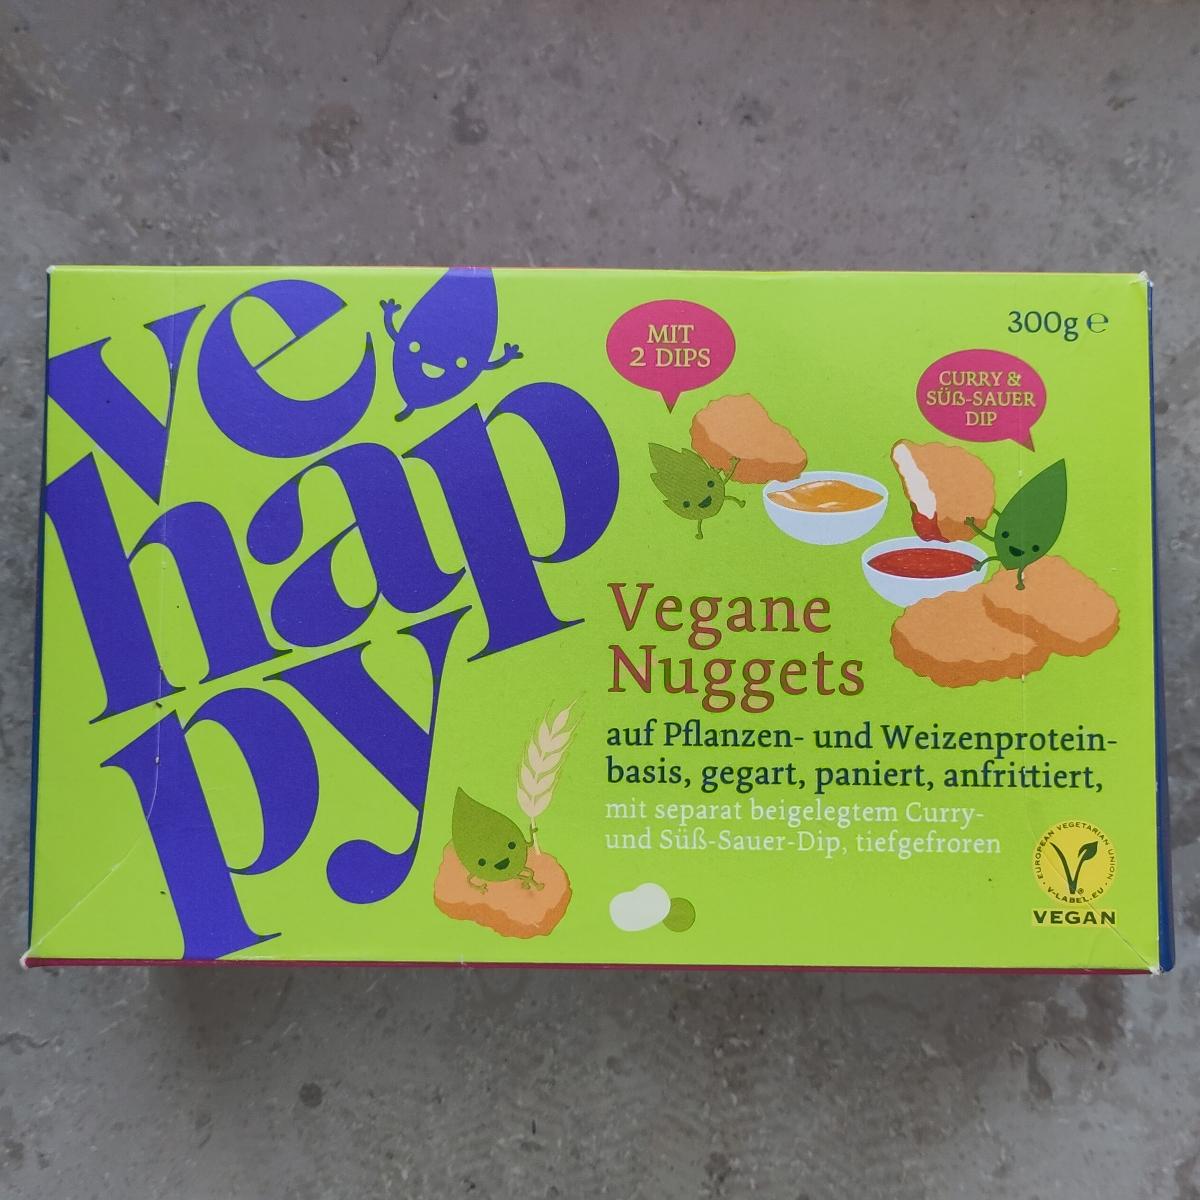 ve
hap
py
MIT
2 DIPS
300g ℮
CURRY &
SÜß-SAUER
DIP
Vegane
Nuggets
auf Pflanzen- und Weizenprotein-
basis, gegart, paniert, anfrittiert,
mit separat beigelegtem Curry-
und Süß-Sauer-Dip, tiefgefroren
EUROPEAN VEGETARIAN UNION
V-LABEL.EU
VEGAN